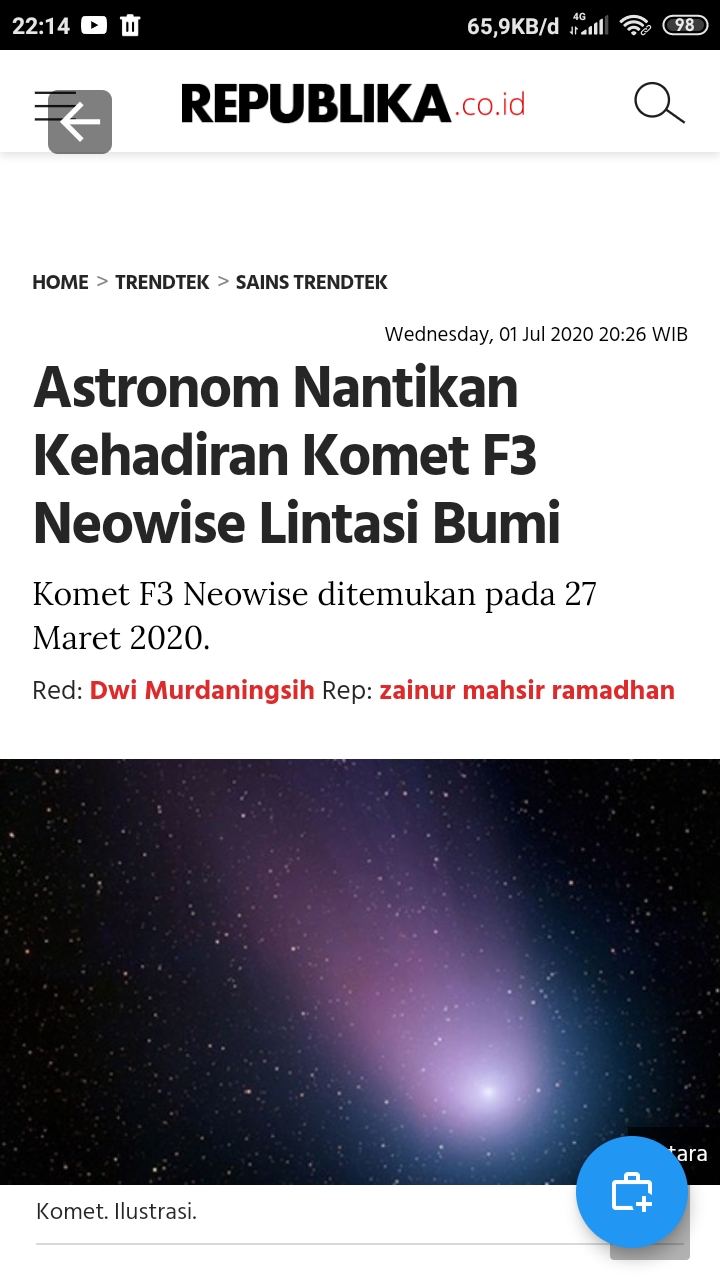 22:14 65,9KB/d 4G 98
REPUBLIKA.co.id
HOME > TRENDTEK > SAINS TRENDTEK
Wednesday, 01 Jul 2020 20:26 WIB
Astronom Nantikan
Kehadiran Komet F3
Neowise Lintasi Bumi
Komet F3 Neowise ditemukan pada 27
Maret 2020.
Red: Dwi Murdaningsih Rep: zainur mahsir ramadhan
Komet. Ilustrasi.